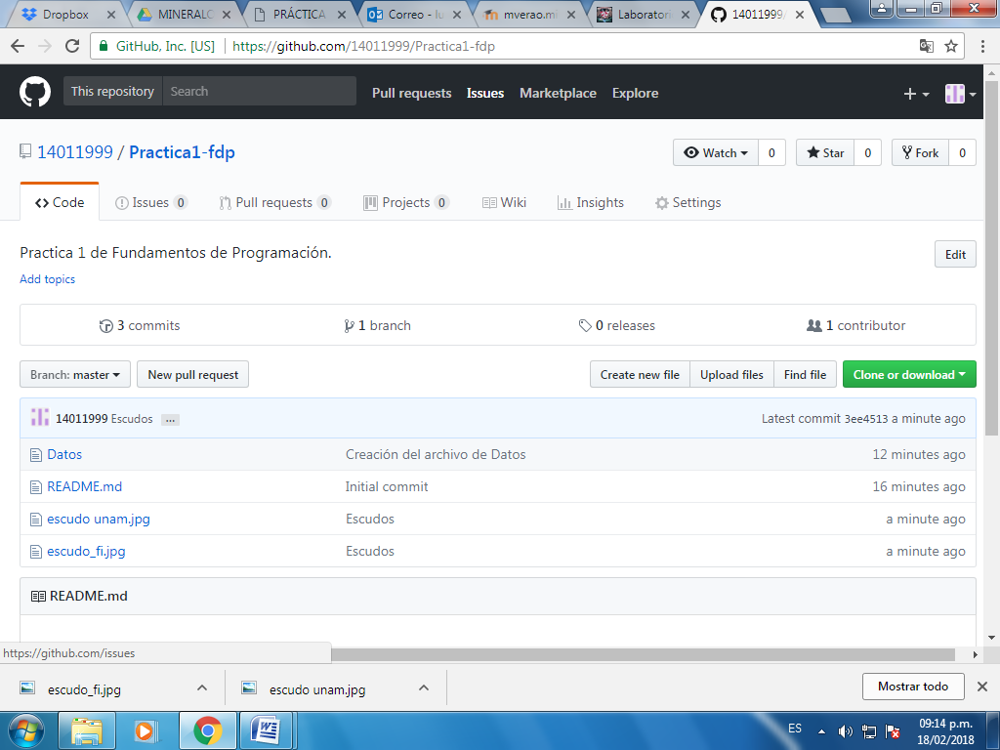 Dropbox
MINERALC
PRÁCTICA
Correo - lu
mverao.mi
Laboratori
14011999/
GitHub, Inc. [US] https://github.com/14011999/Practica1-fdp
This repository Search Pull requests Issues Marketplace Explore
14011999 / Practica1-fdp
Watch 0 Star 0 Fork 0
Code Issues 0 Pull requests 0 Projects 0 Wiki Insights Settings
Practica 1 de Fundamentos de Programación.
Edit
Add topics
3 commits 1 branch 0 releases 1 contributor
Branch: master New pull request Create new file Upload files Find file Clone or download
14011999 Escudos ... Latest commit 3ee4513 a minute ago
Datos Creación del archivo de Datos 12 minutes ago
README.md Initial commit 16 minutes ago
escudo unam.jpg Escudos a minute ago
escudo_fi.jpg Escudos a minute ago
README.md
https://github.com/issues
escudo_fi.jpg escudo unam.jpg Mostrar todo
ES 09:14 p.m.
18/02/2018